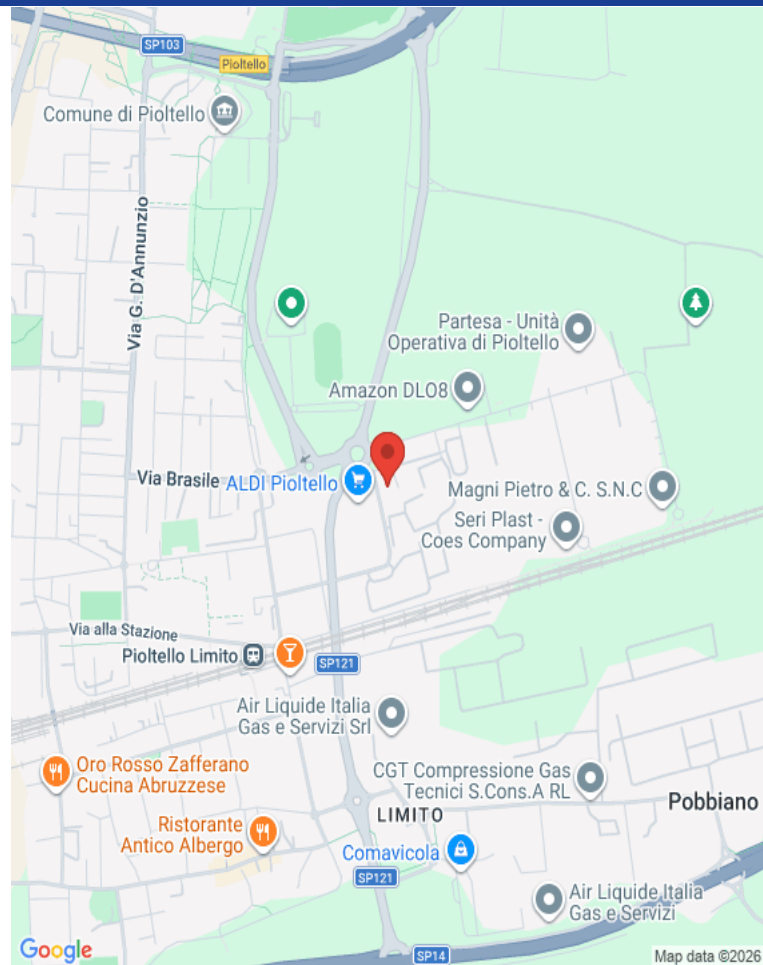 SP103
Pioltello
Comune di Pioltello
Via G. D'Annunzio
Partesa - Unità
Operativa di Pioltello
Amazon DLO8
Via Brasile
ALDI Pioltello
Magni Pietro & C. S.N.C
Seri Plast -
Coes Company
Via alla Stazione
Pioltello Limito
SP121
Air Liquide Italia
Gas e Servizi Srl
Oro Rosso Zafferano
Cucina Abruzzese
CGT Compressione Gas
Tecnici S.Cons.A RL
Pobbiano
LIMITO
Ristorante
Antico Albergo
Comavicola
SP121
Air Liquide Italia
Gas e Servizi
Google
SP14
Map data ©2026